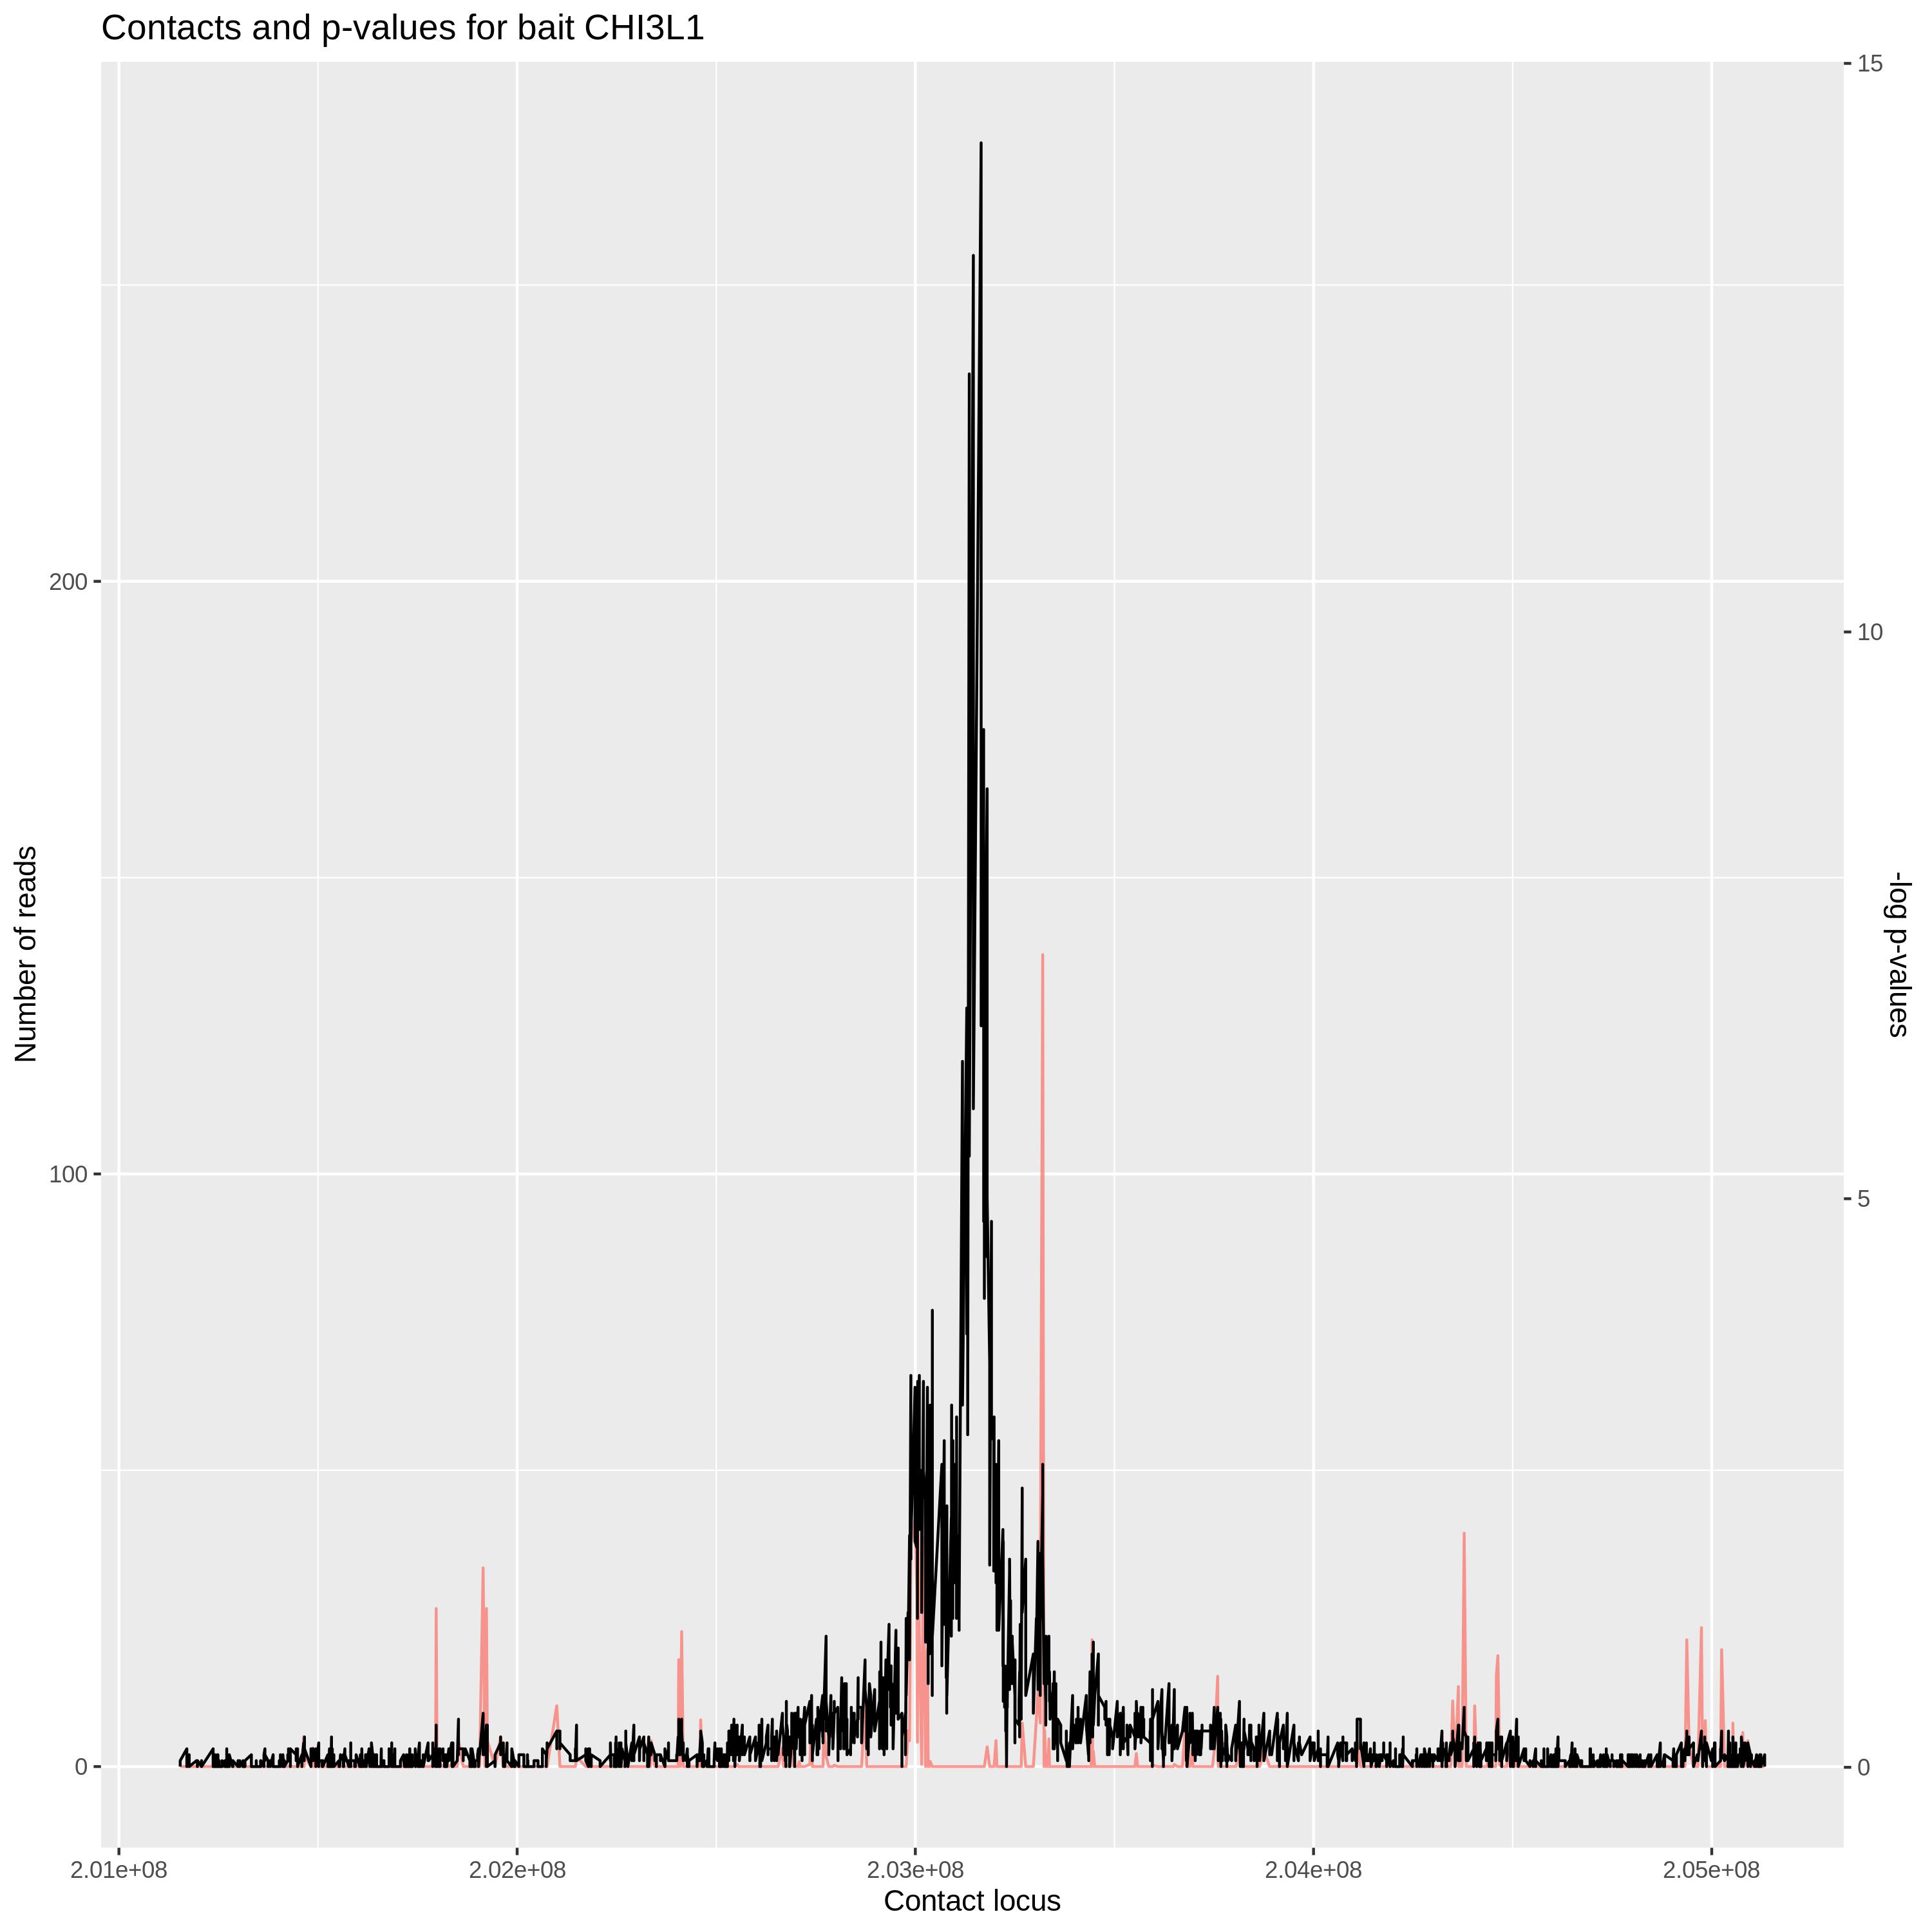 Contacts and p-values for bait CHI3L1
15
200
10
Number of reads
-log p-values
100
5
0
0
2.01e+08
2.02e+08
2.03e+08
2.04e+08
2.05e+08
Contact locus